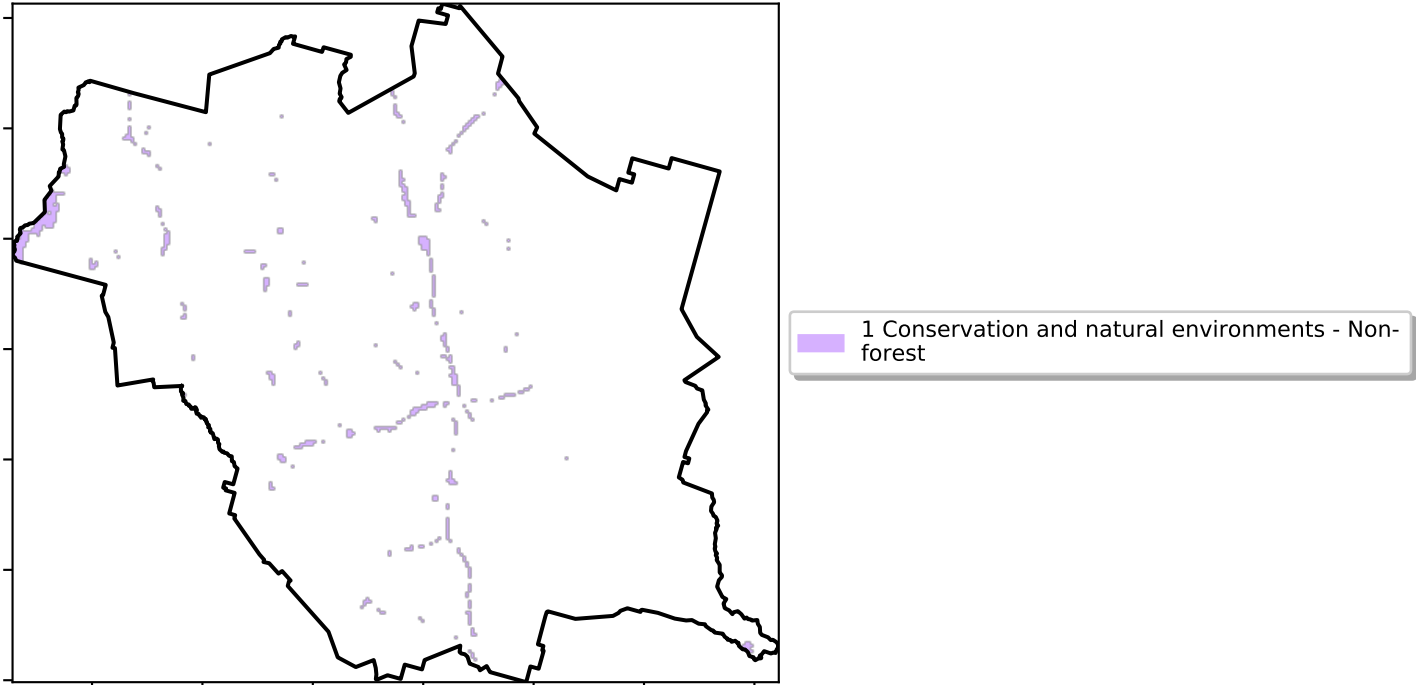 1 Conservation and natural environments - Non-
forest